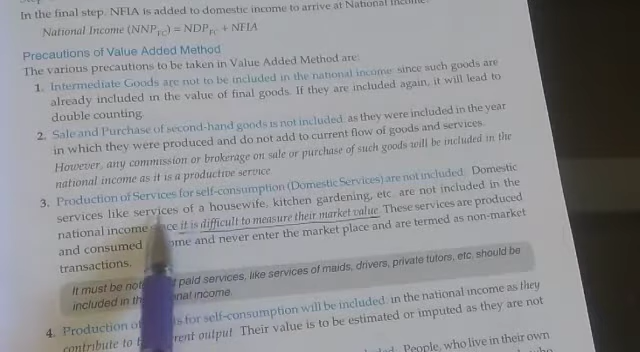 In the final step, NFIA is added to domestic income to arrive at National Income.
National Income (NNPFC) = NDPFC + NFIA
Precautions of Value Added Method
The various precautions to be taken in Value Added Method are:
1. Intermediate Goods are not to be included in the national income since such goods are
already included in the value of final goods. If they are included again, it will lead to
double counting.
2. Sale and Purchase of second-hand goods is not included as they were included in the year
in which they were produced and do not add to current flow of goods and services.
However, any commission or brokerage on sale or purchase of such goods will be included in the
national income as it is a productive service.
3. Production of Services for self-consumption (Domestic Services) are not included. Domestic
services like services of a housewife, kitchen gardening, etc. are not included in the
national income it is difficult to measure their market value. These services are produced
and consumed and never enter the market place and are termed as non-market
transactions.
It must be paid services, like services of maids, drivers, private tutors, etc. should be
included in income.
4. Production of for self-consumption will be included in the national income as they
contribute to output. Their value is to be estimated or imputed as they are not
People, who live in their own